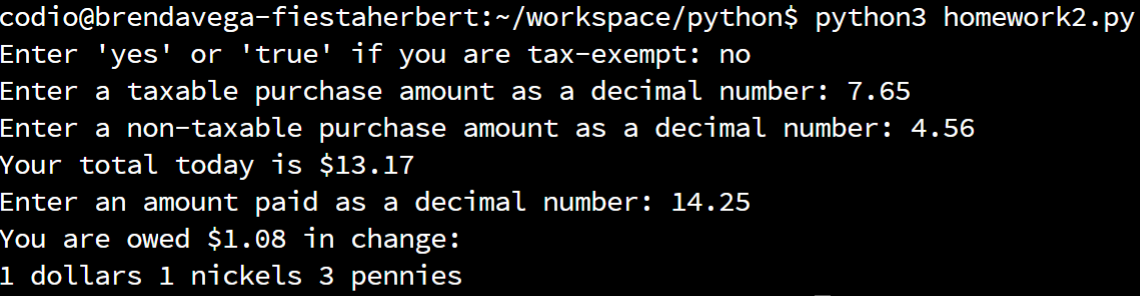 codio@brendavega-fiestaherbert:~/workspace/python$ python3 homework2.py
Enter 'yes' or 'true' if you are tax-exempt: no
Enter a taxable purchase amount as a decimal number: 7.65
Enter a non-taxable purchase amount as a decimal number: 4.56
Your total today is $13.17
Enter an amount paid as a decimal number: 14.25
You are owed $1.08 in change:
1 dollars 1 nickels 3 pennies